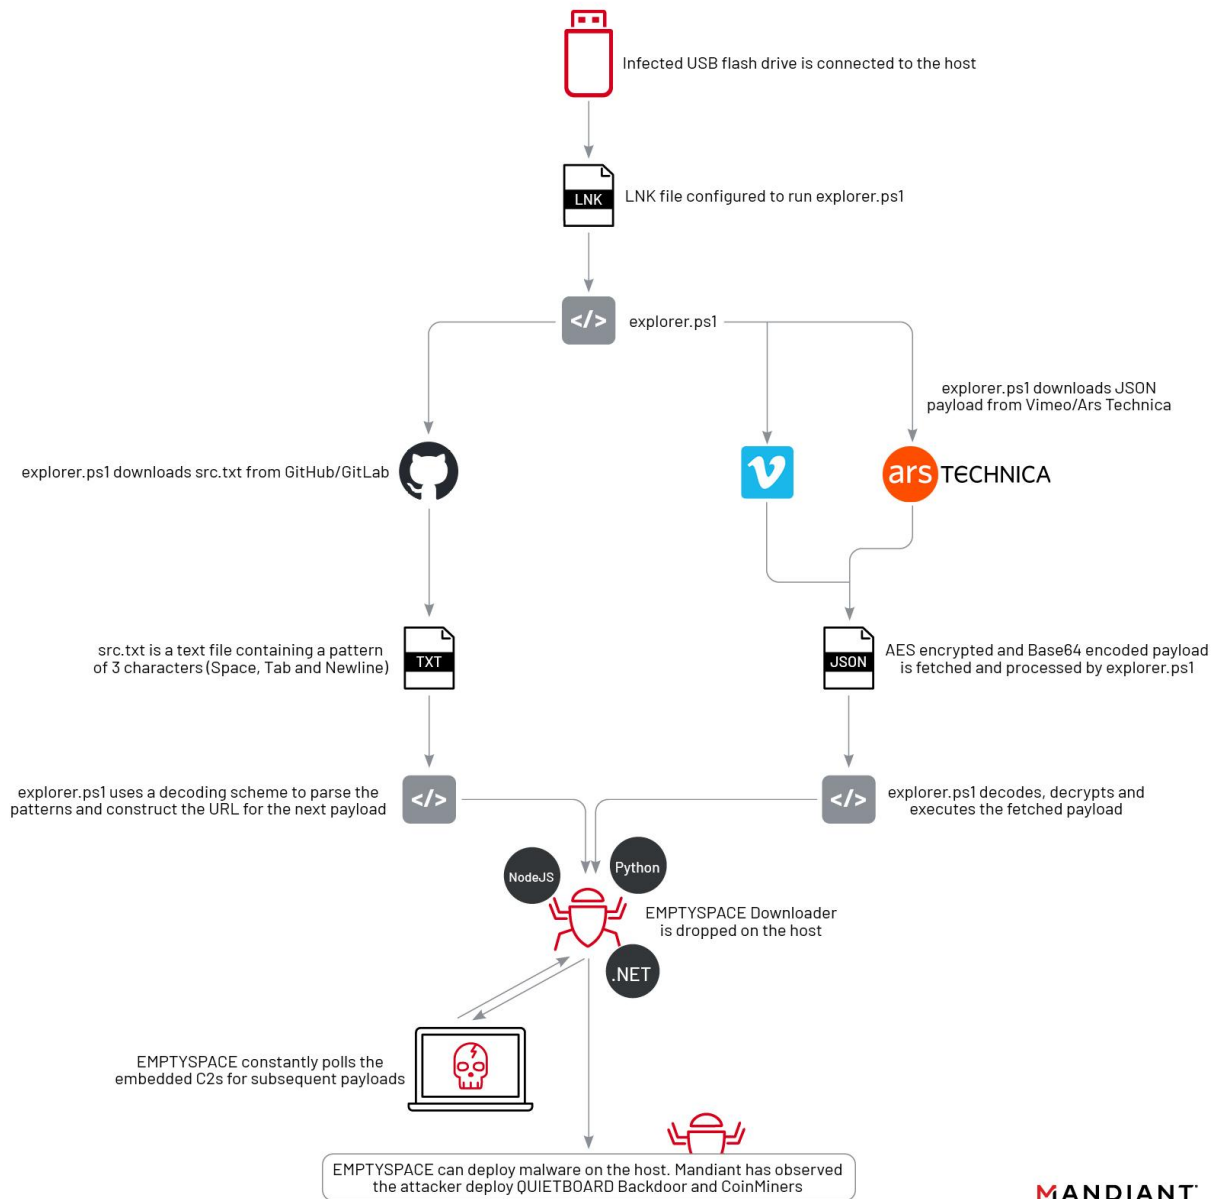 Infected USB flash drive is connected to the host
LNK
LNK file configured to run explorer.ps1
</>
explorer.ps1
explorer.ps1 downloads JSON
payload from Vimeo/Ars Technica
explorer.ps1 downloads src.txt from GitHub/GitLab
ars TECHNICA
src.txt is a text file containing a pattern
of 3 characters (Space, Tab and Newline)
TXT
JSON
AES encrypted and Base64 encoded payload
is fetched and processed by explorer.ps1
explorer.ps1 uses a decoding scheme to parse the
patterns and construct the URL for the next payload
</>
</>
explorer.ps1 decodes, decrypts and
executes the fetched payload
NodeJS
Python
EMPTYSPACE Downloader
is dropped on the host
.NET
EMPTYSPACE constantly polls the
embedded C2s for subsequent payloads
EMPTYSPACE can deploy malware on the host. Mandiant has observed
the attacker deploy QUIETBOARD Backdoor and CoinMiners
MANDIANT